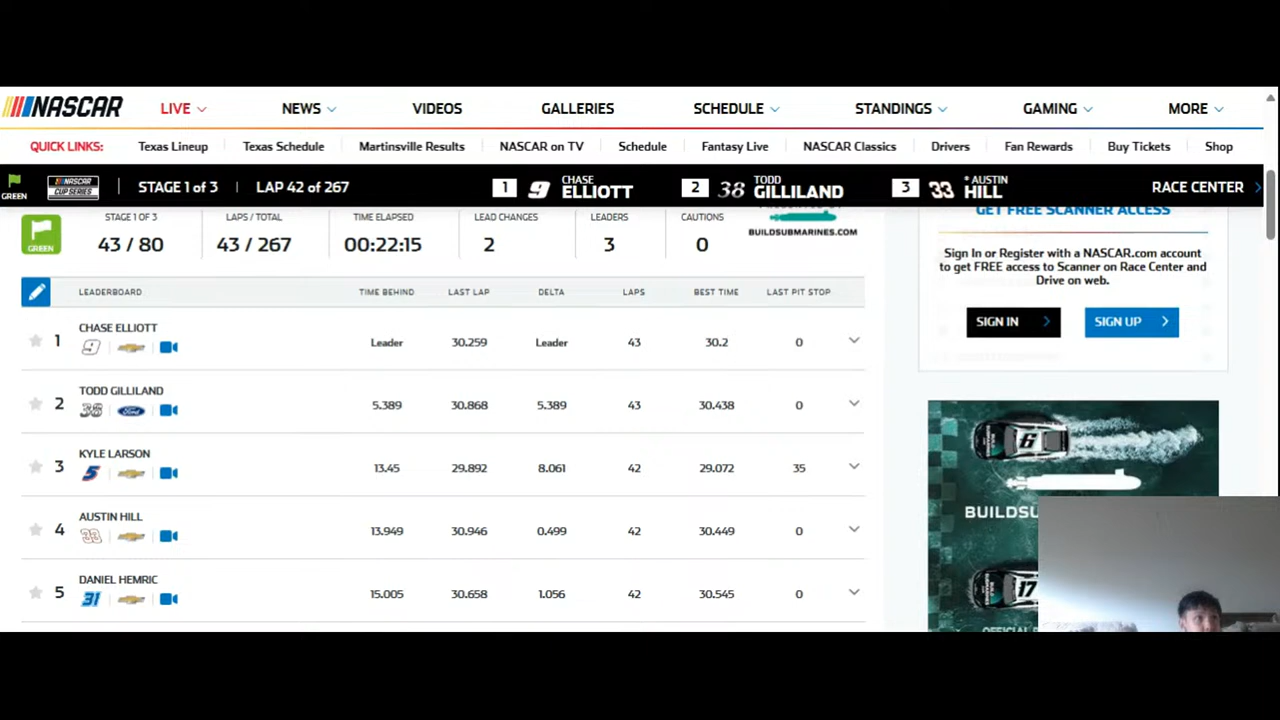 NASCAR LIVE NEWS VIDEOS GALLERIES SCHEDULE STANDINGS GAMING MORE
QUICK LINKS: Texas Lineup Texas Schedule Martinsville Results NASCAR on TV Schedule Fantasy Live NASCAR Classics Drivers Fan Rewards Buy Tickets Shop
GREEN NASCAR CUP SERIES STAGE 1 of 3 LAP 42 of 267 1 9 CHASE ELLIOTT 2 38 TODD GILLILAND 3 33 * AUSTIN HILL RACE CENTER
GREEN
STAGE 1 OF 3 LAPS / TOTAL TIME ELAPSED LEAD CHANGES LEADERS CAUTIONS
43 / 80 43 / 267 00:22:15 2 3 0
BUILDSUBMARINES.COM
LEADERBOARD TIME BEHIND LAST LAP DELTA LAPS BEST TIME LAST PIT STOP
CHASE ELLIOTT
1 9 Leader 30.259 Leader 43 30.2 0
TODD GILLILAND
2 38 Ford 5.389 30.868 5.389 43 30.438 0
KYLE LARSON
3 5 13.45 29.892 8.061 42 29.072 35
AUSTIN HILL
4 33 13.949 30.946 0.499 42 30.449 0
DANIEL HEMRIC
5 31 15.005 30.658 1.056 42 30.545 0
GET FREE SCANNER ACCESS
Sign In or Register with a NASCAR.com account
to get FREE access to Scanner on Race Center and
Drive on web.
SIGN IN SIGN UP
6
BUILDSU
17
OFFICIAL